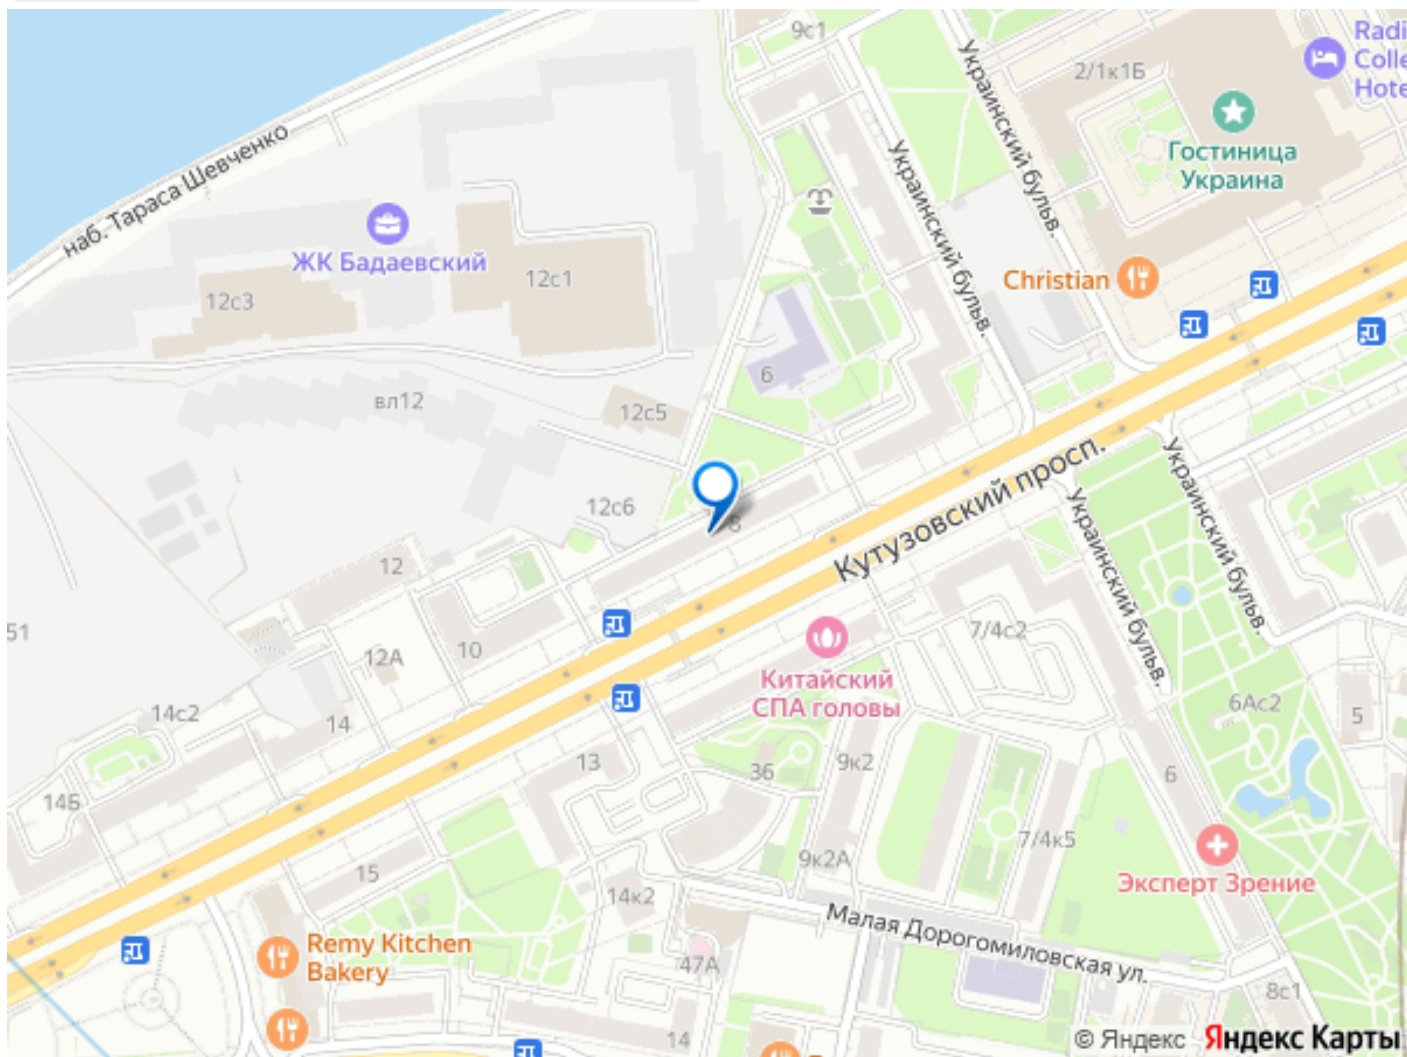 9с1
Украинский бульв.
2/1к1Б
Radi
Colle
Hote
Гостиница
Украина
наб. Тараса Шевченко
Украинский бульв.
ЖК Бадаевский
12с1
12с3
Christian
6
вл12
12с5
12с6
8
Кутузовский просп.
Украинский бульв.
Украинский бульв.
12
51
10
12А
7/4с2
Китайский
СПА головы
6Ас2
5
14с2
14
13
36
9к2
6
14Б
7/4к5
15
9к2А
Эксперт Зрение
14к2
Малая Дорогомиловская ул.
Remy Kitchen
Bakery
47А
8с1
14
© Яндекс Яндекс Карты